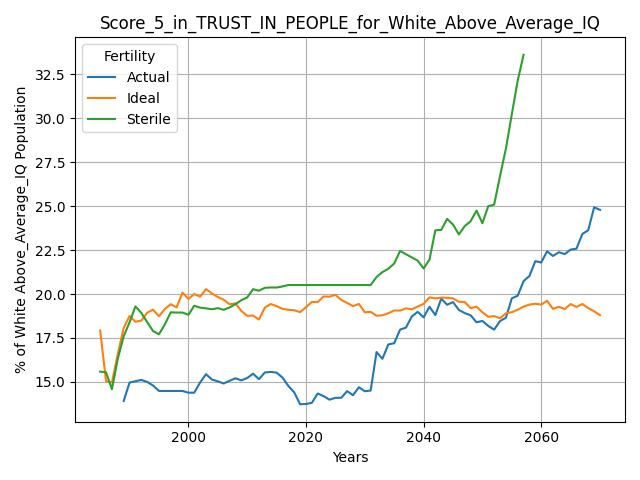 Score_5_in_TRUST_IN_PEOPLE_for_White_Above_Average_IQ
Fertility
Actual
Ideal
Sterile
% of White Above_Average_IQ Population
32.5
30.0
27.5
25.0
22.5
20.0
17.5
15.0
2000
2020
2040
2060
Years